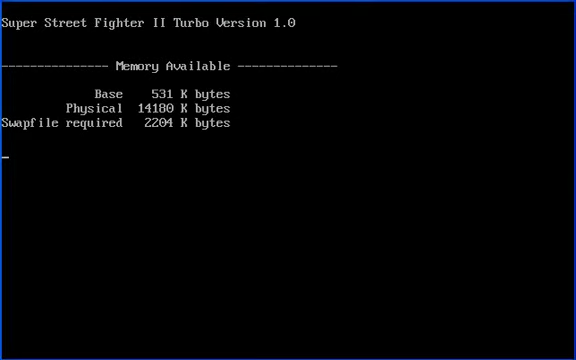 Super Street Fighter II Turbo Version 1.0
--------------- Memory Available --------------
Base 531 K bytes
Physical 14180 K bytes
Swapfile required 2204 K bytes